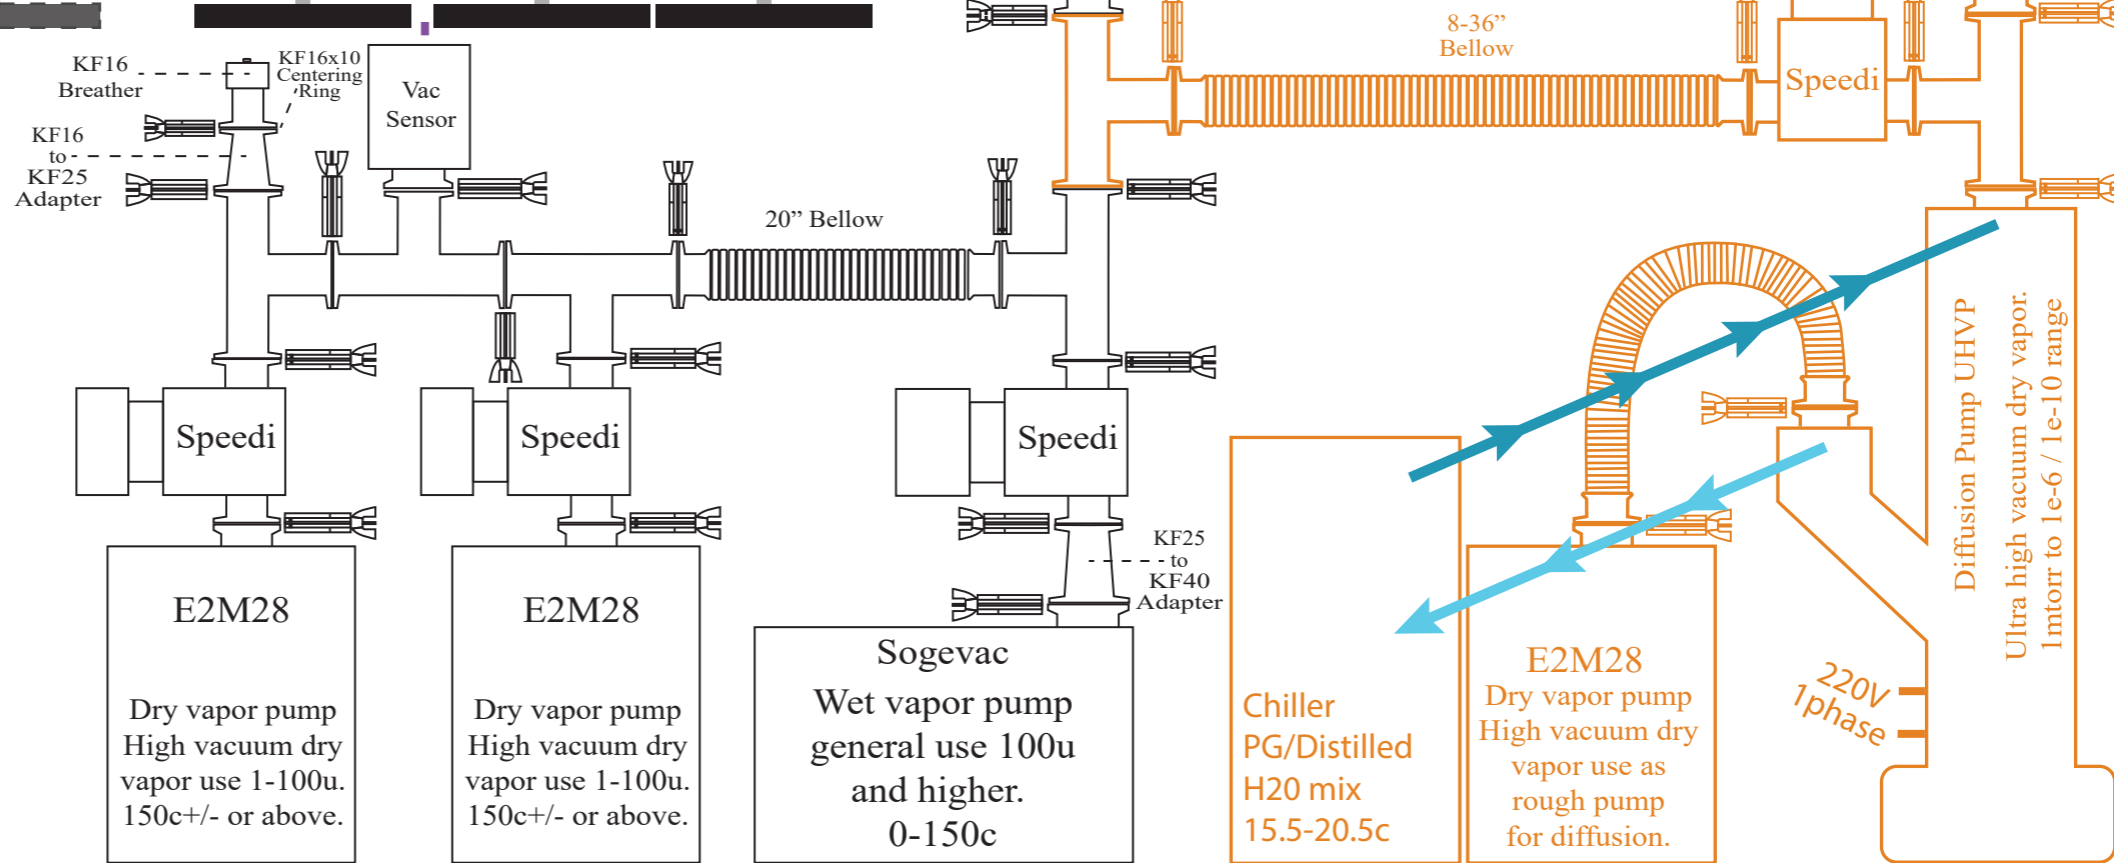 KF16
Breather
KF16x10
Centering
Ring
Vac
Sensor
8-36”
Bellow
Speedi
KF16
to
KF25
Adapter
20” Bellow
Speedi
Speedi
Speedi
KF25
to
KF40
Adapter
E2M28
Dry vapor pump
High vacuum dry
vapor use 1-100u.
150c+/- or above.
E2M28
Dry vapor pump
High vacuum dry
vapor use 1-100u.
150c+/- or above.
Sogevac
Wet vapor pump
general use 100u
and higher.
0-150c
Chiller
PG/Distilled
H20 mix
15.5-20.5c
E2M28
Dry vapor pump
High vacuum dry
vapor use as
rough pump
for diffusion.
220V
1phase
Diffusion Pump UHVP
Ultra high vacuum dry vapor.
1mtorr to 1e-6 / 1e-10 range